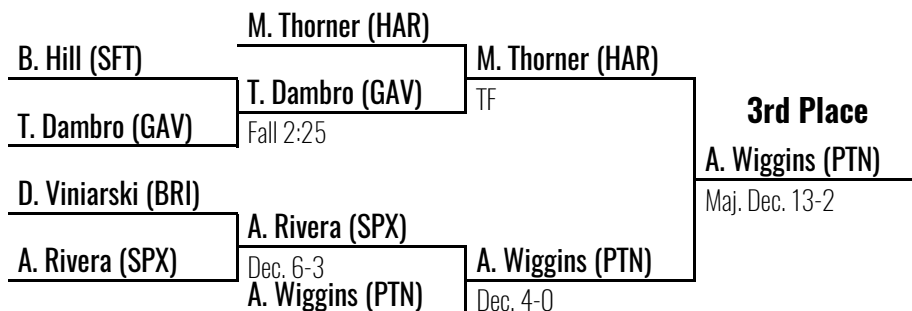 M. Thorner (HAR)
B. Hill (SFT)
M. Thorner (HAR)
T. Dambro (GAV)
TF
3rd Place
T. Dambro (GAV)
Fall 2:25
A. Wiggins (PTN)
D. Viniarski (BRI)
Maj. Dec. 13-2
A. Rivera (SPX)
A. Rivera (SPX)
A. Wiggins (PTN)
Dec. 6-3
A. Wiggins (PTN)
Dec. 4-0